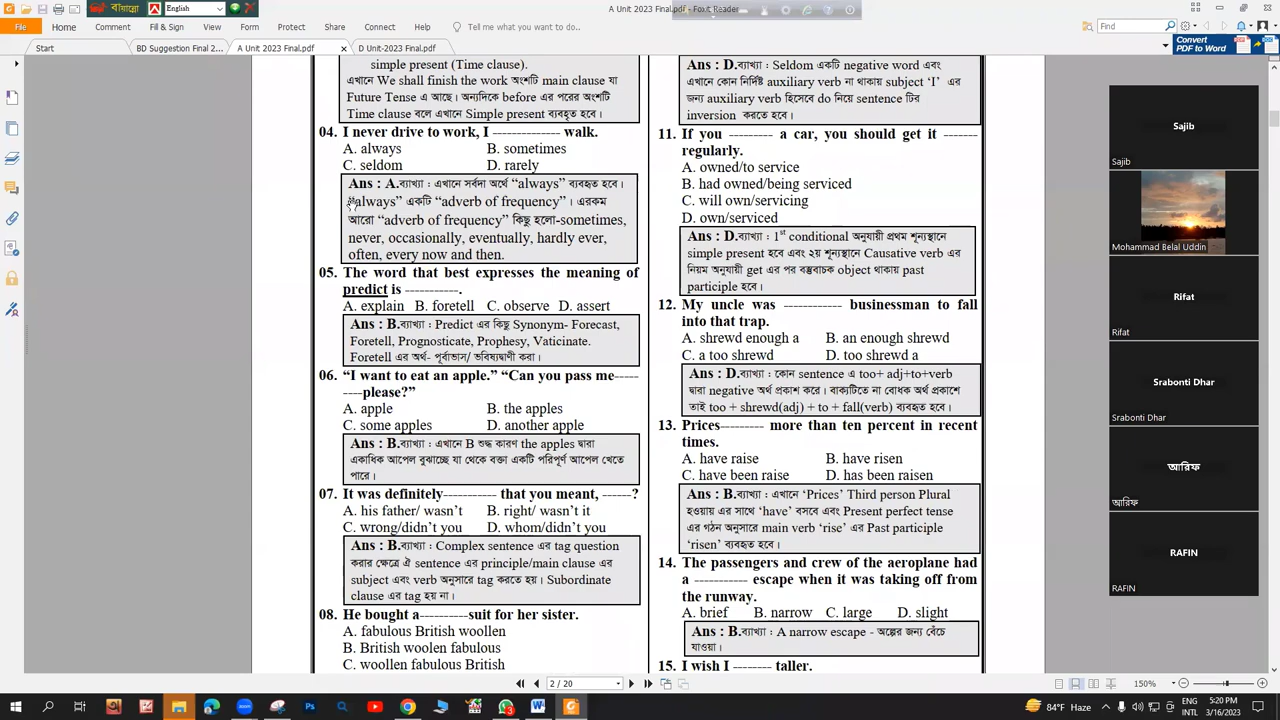 A Unit 2023 Final.pdf - Foxit Reader
বায়ান্নো English
File Home Comment Fill & Sign View Form Protect Share Help Tell me what you want to do... Find
Start BD Suggestion Final 2... A Unit 2023 Final.pdf D Unit-2023 Final.pdf
Convert
PDF to Word
simple present (Time clause).
এখানে We shall finish the work অংশটি main clause যা
Future Tense এ আছে। অন্যদিকে before এর পরের অংশটি
Time clause বলে এখানে Simple present ব্যবহৃত হবে।
04. I never drive to work, I ------------- walk.
A. always B. sometimes
C. seldom D. rarely
Ans : A.ব্যাখ্যা : এখানে সর্বদা অর্থে “always” ব্যবহৃত হবে।
“always” একটি “adverb of frequency”। এরকম
আরো “adverb of frequency” কিছু হলো-sometimes,
never, occasionally, eventually, hardly ever,
often, every now and then.
05. The word that best expresses the meaning of
predict is -----------.
A. explain B. foretell C. observe D. assert
Ans : B.ব্যাখ্যা : Predict এর কিছু Synonym- Forecast,
Foretell, Prognosticate, Prophesy, Vaticinate.
Foretell এর অর্থ- পূর্বাভাস/ ভবিষ্যদ্বাণী করা।
06. “I want to eat an apple.” “Can you pass me-----
---------please?”
A. apple B. the apples
C. some apples D. another apple
Ans : B.ব্যাখ্যা : এখানে B শুদ্ধ কারণ the apples দ্বারা
একাধিক আপেল বুঝাচ্ছে যা থেকে বক্তা একটি পরিপূর্ণ আপেল খেতে
পারে।
07. It was definitely----------- that you meant, ------?
A. his father/ wasn’t B. right/ wasn’t it
C. wrong/didn’t you D. whom/didn’t you
Ans : B.ব্যাখ্যা : Complex sentence এর tag question
করার ক্ষেত্রে ঐ sentence এর principle/main clause এর
subject এবং verb অনুসারে tag করতে হয়। Subordinate
clause এর tag হয় না।
08. He bought a----------suit for her sister.
A. fabulous British woollen
B. British woolen fabulous
C. woollen fabulous British
Ans : D.ব্যাখ্যা : Seldom একটি negative word এবং
এখানে কোন নির্দিষ্ট auxiliary verb না থাকায় subject ‘I’ এর
জন্য auxiliary verb হিসেবে do নিয়ে sentence টির
inversion করতে হবে।
11. If you --------- a car, you should get it -------
regularly.
A. owned/to service
B. had owned/being serviced
C. will own/servicing
D. own/serviced
Ans : D.ব্যাখ্যা : 1st conditional অনুযায়ী প্রথম শূন্যস্থানে
simple present হবে এবং ২য় শূন্যস্থানে Causative verb এর
নিয়ম অনুযায়ী get এর পর বস্তুবাচক object থাকায় past
participle হবে।
12. My uncle was ------------ businessman to fall
into that trap.
A. shrewd enough a B. an enough shrewd
C. a too shrewd D. too shrewd a
Ans : D.ব্যাখ্যা : কোন sentence এ too+ adj+to+verb
দ্বারা negative অর্থ প্রকাশ করে। বাক্যটিতে না বোধক অর্থ প্রকাশে
তাই too + shrewd(adj) + to + fall(verb) ব্যবহৃত হবে।
13. Prices--------- more than ten percent in recent
times.
A. have raise B. have risen
C. have been raise D. has been raisen
Ans : B.ব্যাখ্যা : এখানে ‘Prices’ Third person Plural
হওয়ায় এর সাথে ‘have’ বসবে এবং Present perfect tense
এর গঠন অনুসারে main verb ‘rise’ এর Past participle
‘risen’ ব্যবহৃত হবে।
14. The passengers and crew of the aeroplane had
a ----------- escape when it was taking off from
the runway.
A. brief B. narrow C. large D. slight
Ans : B.ব্যাখ্যা : A narrow escape - অল্পের জন্য বেঁচে
যাওয়া।
15. I wish I -------- taller.
Sajib
Sajib
Mohammad Belal Uddin
Rifat
Rifat
Srabonti Dhar
Srabonti Dhar
আরিফ
আরিফ
RAFIN
RAFIN
2 / 20 150%
84°F Haze ENG INTL 5:20 PM 3/16/2023